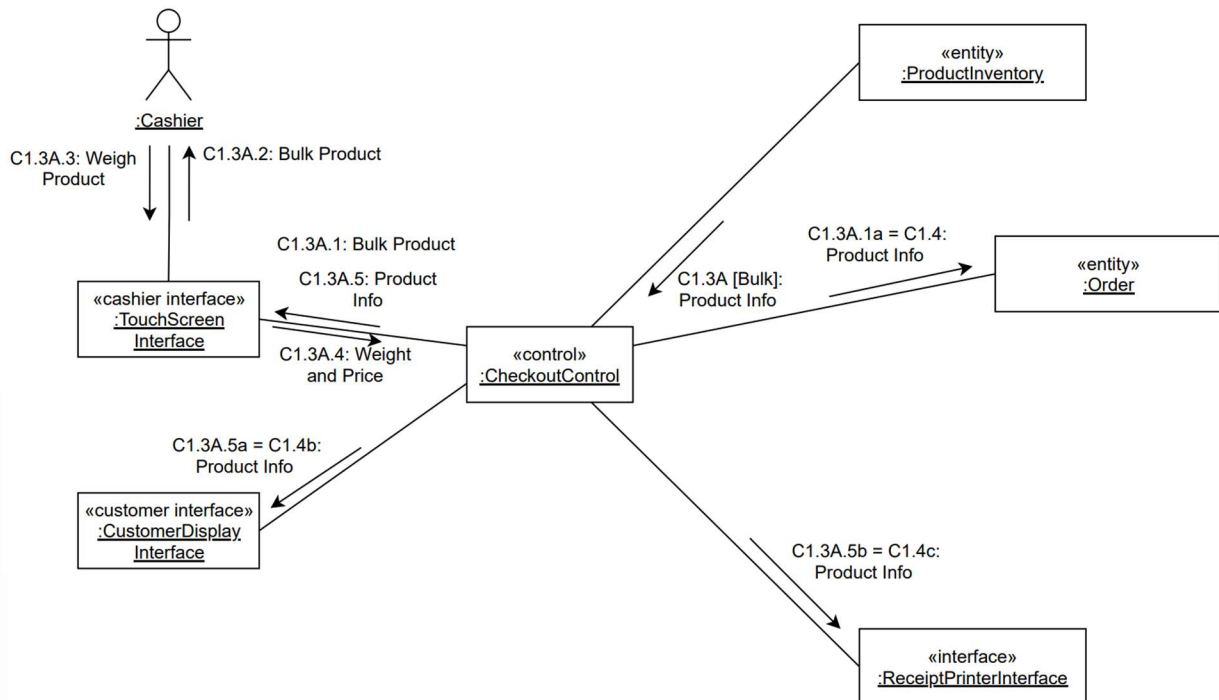 «entity»
:ProductInventory
:Cashier
C1.3A.3: Weigh
Product
C1.3A.2: Bulk Product
C1.3A.1: Bulk Product
C1.3A.5: Product
Info
C1.3A [Bulk]:
Product Info
C1.3A.1a = C1.4:
Product Info
«entity»
:Order
«cashier interface»
:TouchScreen
Interface
C1.3A.4: Weight
and Price
«control»
:CheckoutControl
C1.3A.5a = C1.4b:
Product Info
«customer interface»
:CustomerDisplay
Interface
C1.3A.5b = C1.4c:
Product Info
«interface»
:ReceiptPrinterInterface